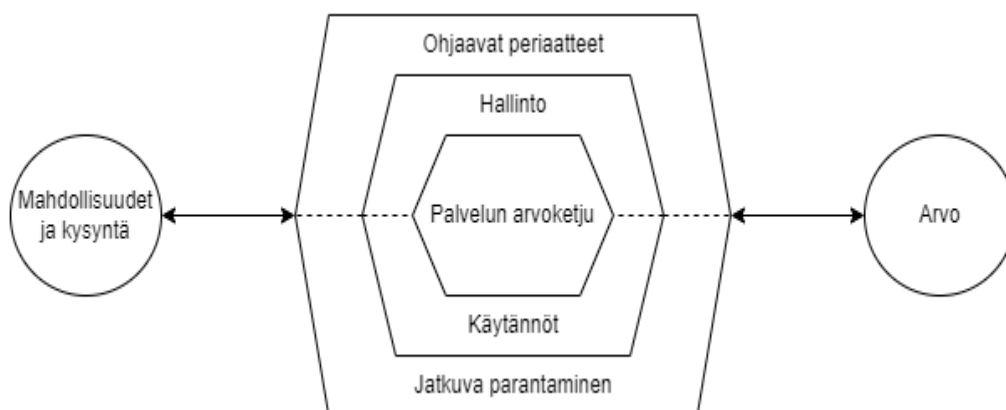 Ohjaavat periaatteet
Hallinto
Mahdollisuudet
ja kysyntä
Palvelun arvoketju
Arvo
Käytännöt
Jatkuva parantaminen